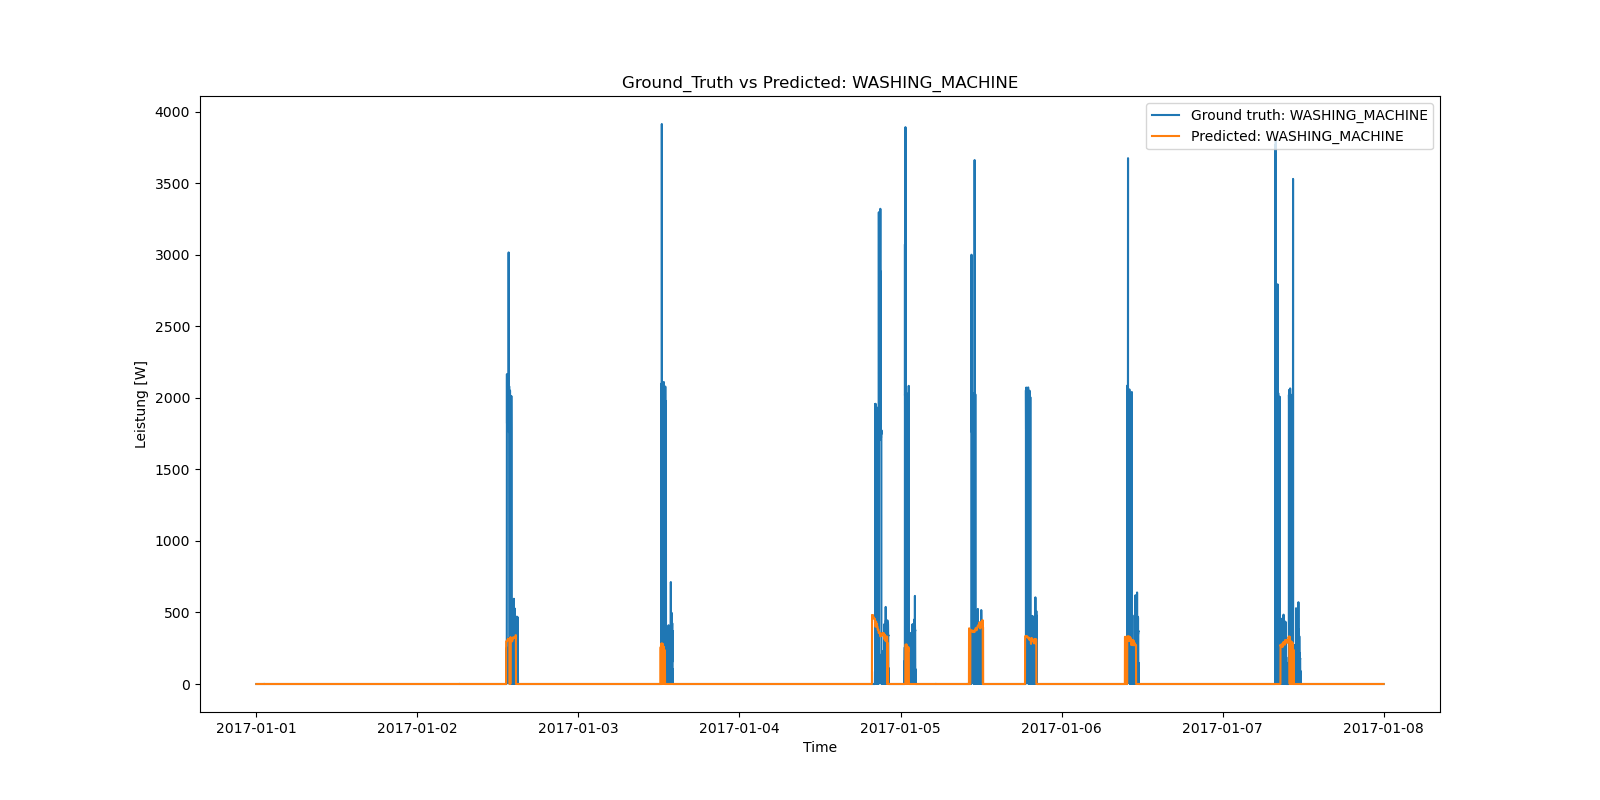 Ground_Truth vs Predicted: WASHING_MACHINE
Ground truth: WASHING_MACHINE
Predicted: WASHING_MACHINE
4000
3500
3000
2500
2000
1500
1000
500
0
Leistung [W]
2017-01-01 2017-01-02 2017-01-03 2017-01-04 2017-01-05 2017-01-06 2017-01-07 2017-01-08
Time